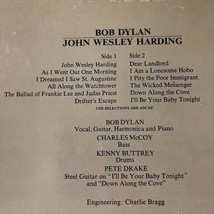 BOB DYLAN
JOHN WESLEY HARDING
Side 1
John Wesley Harding
As I Went Out One Morning
I Dreamed I Saw St. Augustine
All Along the Watchtower
The Ballad of Frankie Lee and Judas Priest
Drifter's Escape
Side 2
Dear Landlord
I Am a Lonesome Hobo
I Pity the Poor Immigrant
The Wicked Messenger
Down Along the Cove
I'll Be Your Baby Tonight
THE SELECTIONS ARE ASCAP
BOB DYLAN
Vocal, Guitar, Harmonica and Piano
CHARLES McCOY
Bass
KENNY BUTTREY
Drums
PETE DRAKE
Steel Guitar on "I'll Be Your Baby Tonight"
and "Down Along the Cove"
Engineering: Charlie Bragg